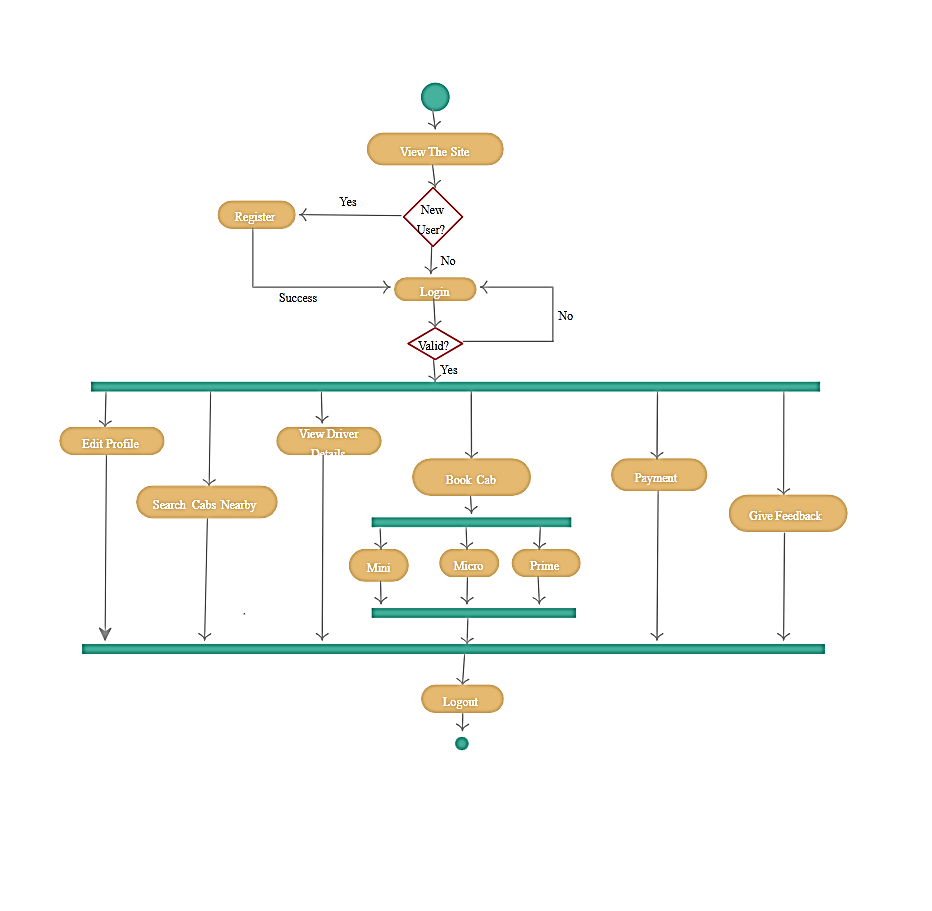 View The Site
New
User?
Yes
Register
No
Login
Success
No
Valid?
Yes
View Driver
Details
Edit Profile
Book Cab
Payment
Search Cabs Nearby
Give Feedback
Mini
Micro
Prime
Logout